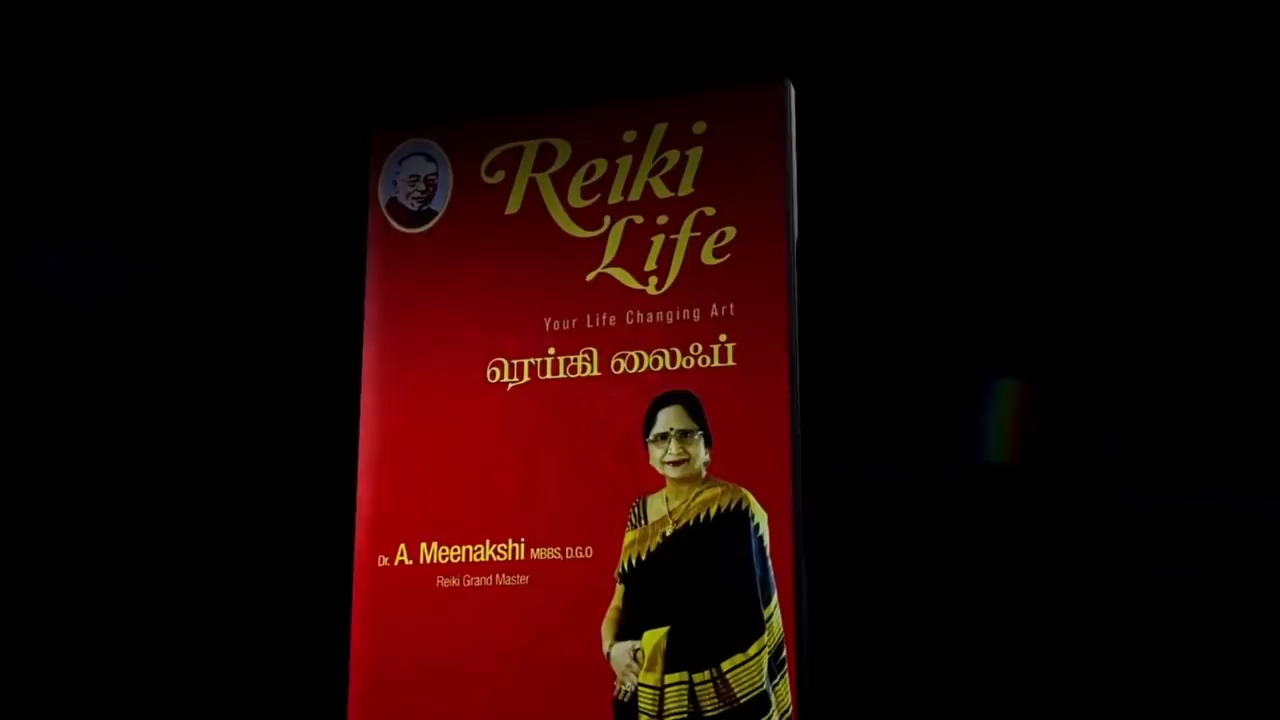 Reiki
Life
Your Life Changing Art
ரெய்கி லைஃப்
Dr. A. Meenakshi MBBS, D.G.O
Reiki Grand Master